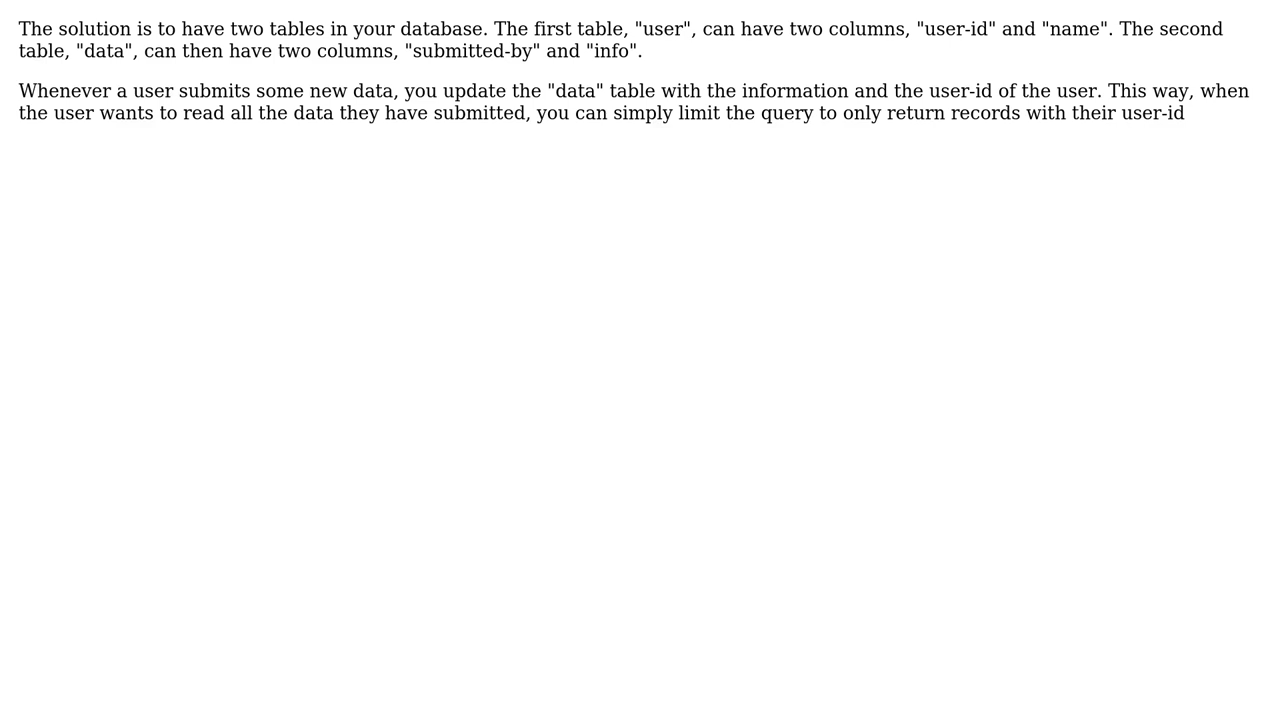 The solution is to have two tables in your database. The first table, "user", can have two columns, "user-id" and "name". The second
table, "data", can then have two columns, "submitted-by" and "info".
Whenever a user submits some new data, you update the "data" table with the information and the user-id of the user. This way, when
the user wants to read all the data they have submitted, you can simply limit the query to only return records with their user-id